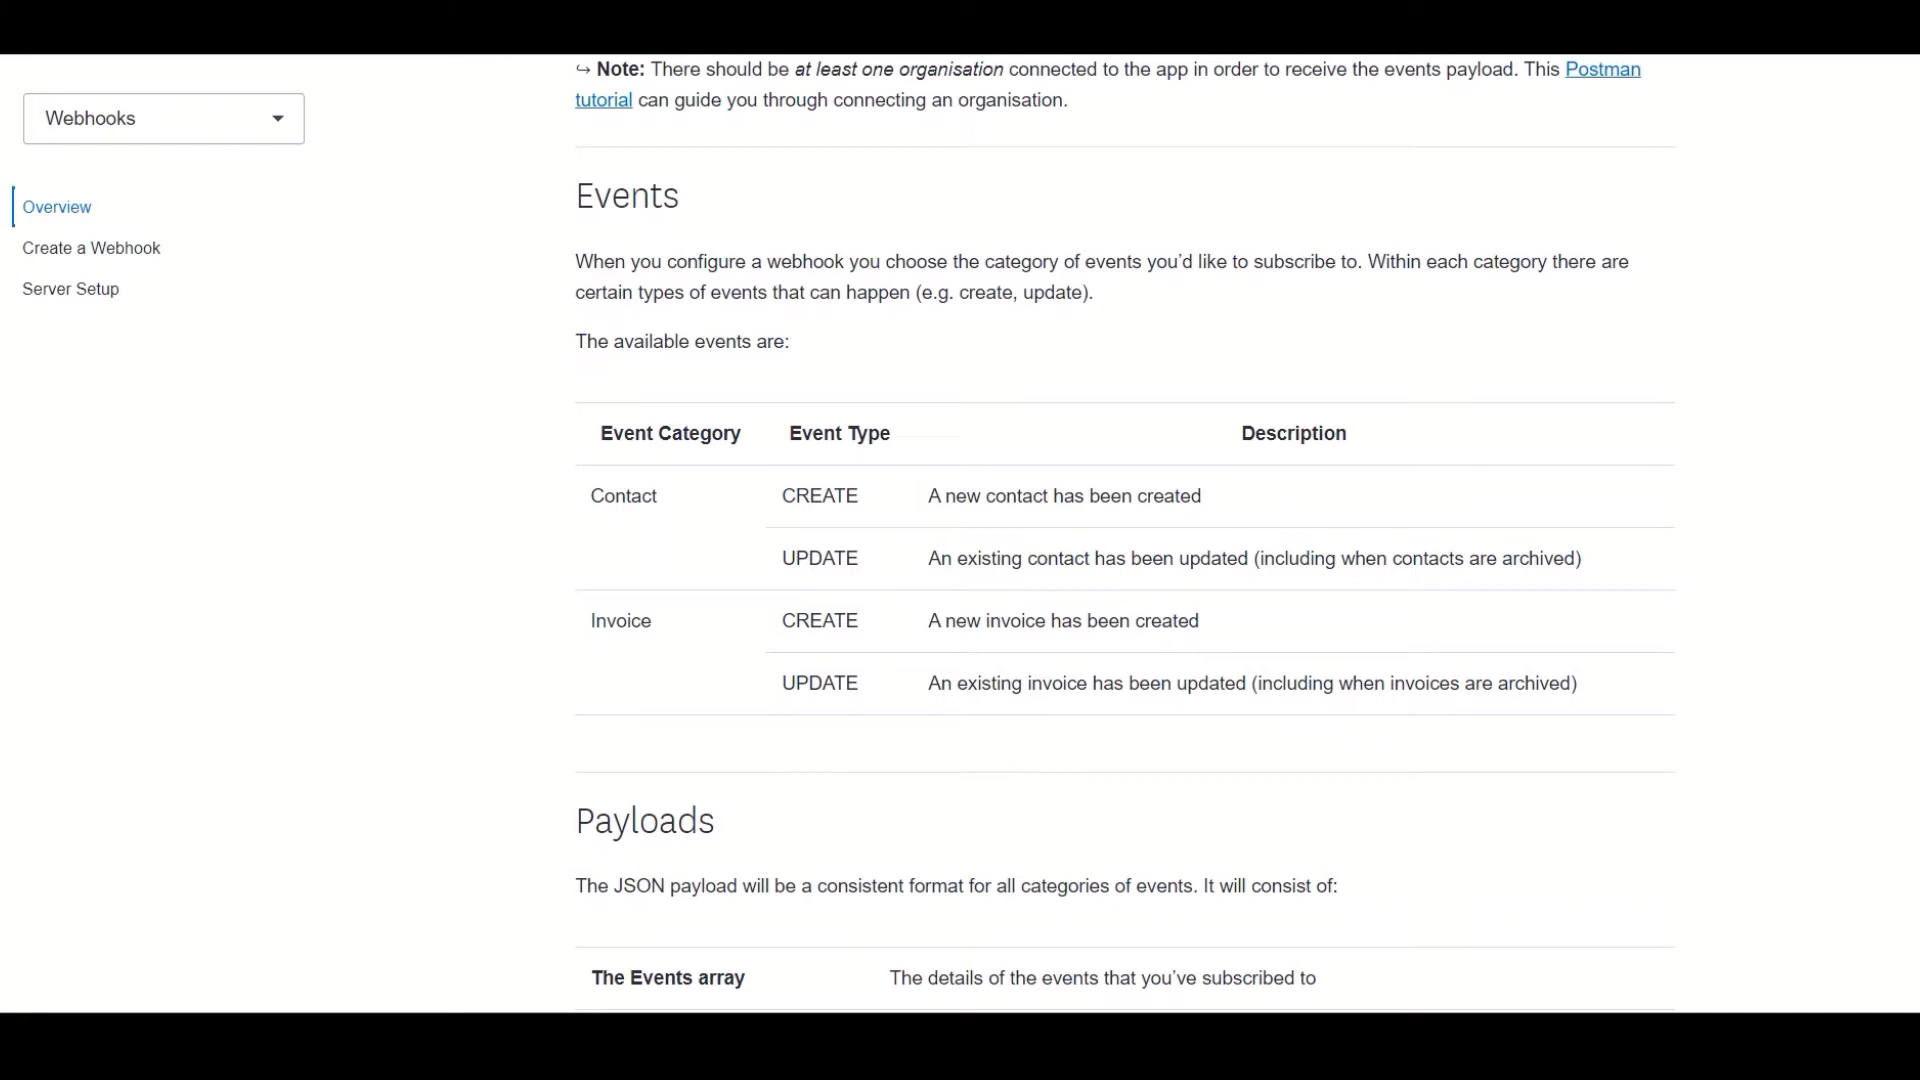 Webhooks
Overview
Create a Webhook
Server Setup
↪ Note: There should be at least one organisation connected to the app in order to receive the events payload. This Postman
tutorial can guide you through connecting an organisation.
Events
When you configure a webhook you choose the category of events you’d like to subscribe to. Within each category there are
certain types of events that can happen (e.g. create, update).
The available events are:
Event Category Event Type Description
Contact CREATE A new contact has been created
UPDATE An existing contact has been updated (including when contacts are archived)
Invoice CREATE A new invoice has been created
UPDATE An existing invoice has been updated (including when invoices are archived)
Payloads
The JSON payload will be a consistent format for all categories of events. It will consist of:
The Events array The details of the events that you’ve subscribed to